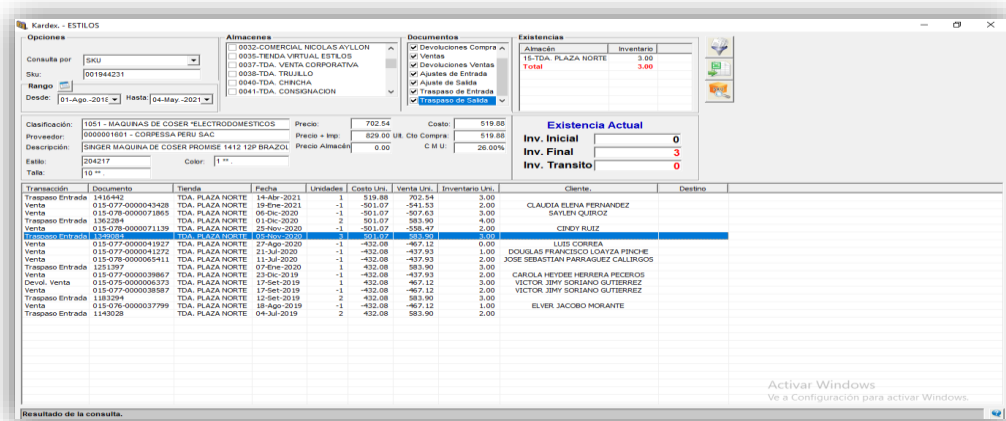 Kardex. - ESTILOS
Opciones
Consulta por SKU
Sku: 001944231
Rango
Desde: 01-Ago.-2018 Hasta: 04-May.-2021
Almacenes
0032-COMERCIAL NICOLAS AYLLON
0035-TIENDA VIRTUAL ESTILOS
0037-TDA. VENTA CORPORATIVA
0038-TDA. TRUJILLO
0040-TDA. CHINCHA
0041-TDA. CONSIGNACION
Documentos
Devoluciones Compra
Ventas
Devoluciones Ventas
Ajustes de Entrada
Ajuste de Salida
Traspaso de Entrada
Traspaso de Salida
Existencias
Almacén Inventario
15-TDA. PLAZA NORTE 3.00
Total 3.00
Clasificación: 1051 - MAQUINAS DE COSER *ELECTRODOMESTICOS Precio: 702.54 Costo: 519.88
Proveedor: 0000001601 - CORPESSA PERU SAC Precio + Imp: 829.00 Ult. Cto Compra: 519.88
Descripción: SINGER MAQUINA DE COSER PROMISE 1412 12P BRAZOL Precio Almacén 0.00 C M U: 26.00%
Estilo: 204217 Color: 1 ** .
Talla: 10 ** .
Existencia Actual
Inv. Inicial 0
Inv. Final 3
Inv. Transito 0
Transacción Documento Tienda Fecha Unidades Costo Uni. Venta Uni. Inventario Uni. Cliente. Destino
Traspaso Entrada 1416442 TDA. PLAZA NORTE 14-Abr-2021 1 519.88 702.54 3.00
Venta 015-077-0000043428 TDA. PLAZA NORTE 19-Ene-2021 -1 -501.07 -541.53 2.00 CLAUDIA ELENA FERNANDEZ
Venta 015-078-0000071865 TDA. PLAZA NORTE 06-Dic-2020 -1 -501.07 -507.63 3.00 SAYLEN QUIROZ
Traspaso Entrada 1362284 TDA. PLAZA NORTE 01-Dic-2020 2 501.07 583.90 4.00
Venta 015-078-0000071139 TDA. PLAZA NORTE 25-Nov-2020 -1 -501.07 -558.47 2.00 CINDY RUIZ
Traspaso Entrada 1349084 TDA. PLAZA NORTE 05-Nov-2020 3 501.07 583.90 3.00
Venta 015-077-0000041927 TDA. PLAZA NORTE 27-Ago-2020 -1 -432.08 -467.12 0.00 LUIS CORREA
Venta 015-077-0000041272 TDA. PLAZA NORTE 21-Jul-2020 -1 -432.08 -437.93 1.00 DOUGLAS FRANCISCO LOAYZA PINCHE
Venta 015-078-0000065411 TDA. PLAZA NORTE 11-Jul-2020 -1 -432.08 -437.93 2.00 JOSE SEBASTIAN PARRAGUEZ CALLIRGOS
Traspaso Entrada 1251397 TDA. PLAZA NORTE 07-Ene-2020 1 432.08 583.90 3.00
Venta 015-077-0000039867 TDA. PLAZA NORTE 23-Dic-2019 -1 -432.08 -437.93 2.00 CAROLA HEYDEE HERRERA PECEROS
Devol. Venta 015-075-0000006373 TDA. PLAZA NORTE 17-Set-2019 1 432.08 467.12 3.00 VICTOR JIMY SORIANO GUTIERREZ
Venta 015-077-0000038587 TDA. PLAZA NORTE 17-Set-2019 -1 -432.08 -467.12 2.00 VICTOR JIMY SORIANO GUTIERREZ
Traspaso Entrada 1183294 TDA. PLAZA NORTE 12-Set-2019 2 432.08 583.90 3.00
Venta 015-076-0000037799 TDA. PLAZA NORTE 18-Ago-2019 -1 -432.08 -467.12 1.00 ELVER JACOBO MORANTE
Traspaso Entrada 1143028 TDA. PLAZA NORTE 04-Jul-2019 2 432.08 583.90 2.00
Activar Windows
Ve a Configuración para activar Windows.
Resultado de la consulta.